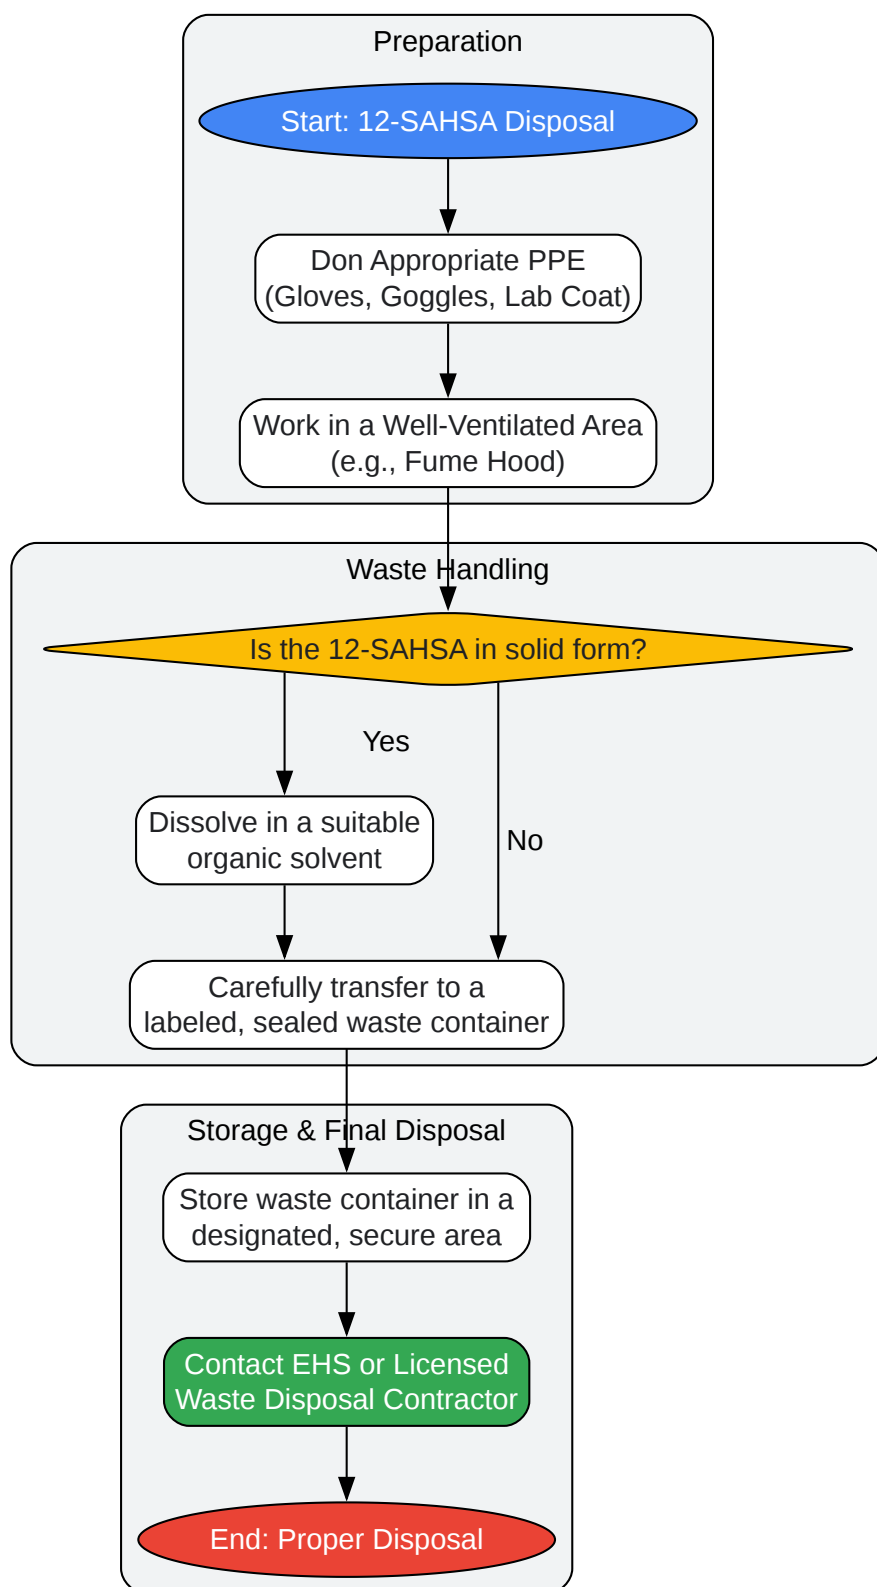 Preparation
Start: 12-SAHSA Disposal
Don Appropriate PPE
(Gloves, Goggles, Lab Coat)
Work in a Well-Ventilated Area
(e.g., Fume Hood)
Waste Handling
Is the 12-SAHSA in solid form?
Yes
Dissolve in a suitable
organic solvent
No
Carefully transfer to a
labeled, sealed waste container
Storage & Final Disposal
Store waste container in a
designated, secure area
Contact EHS or Licensed
Waste Disposal Contractor
End: Proper Disposal